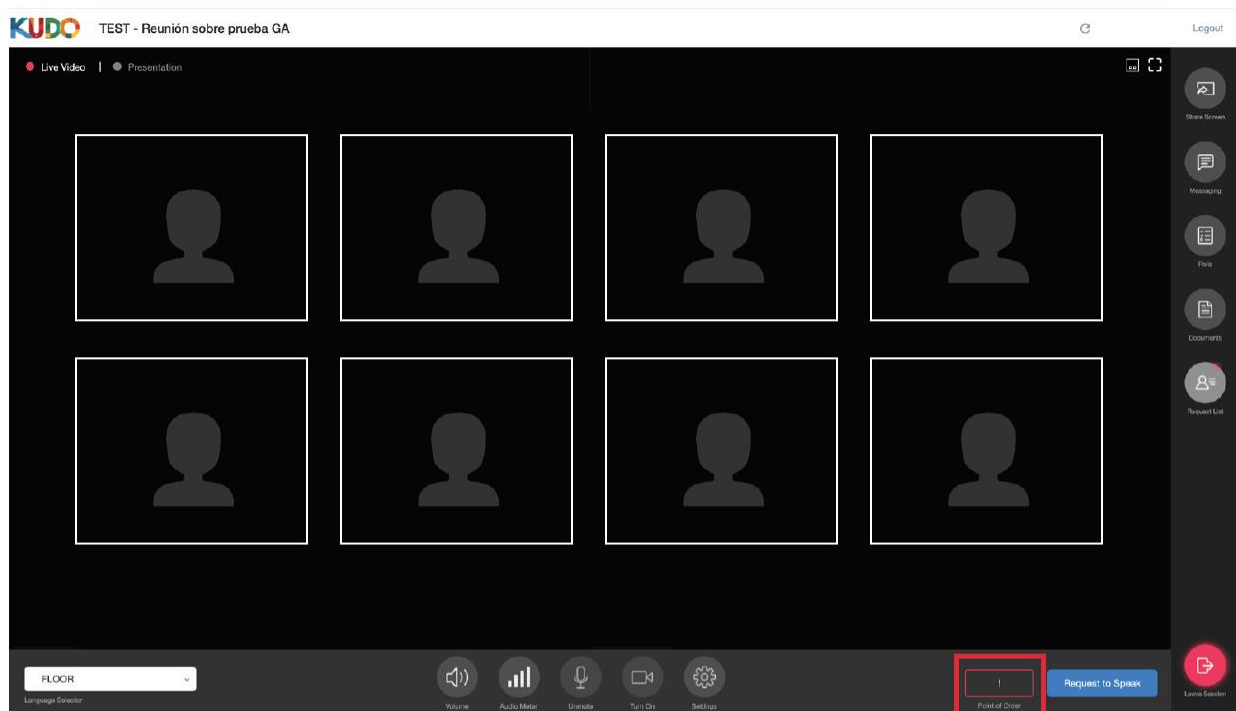 KUDO TEST - Reunión sobre prueba GA
Logout
Live Video | Presentation
Share Screen
Messaging
Polls
Documents
Request List
FLOOR
Language Selector
Volume
Audio Meter
Unmute
Turn On
Settings
!
Point of Order
Request to Speak
Leave Session